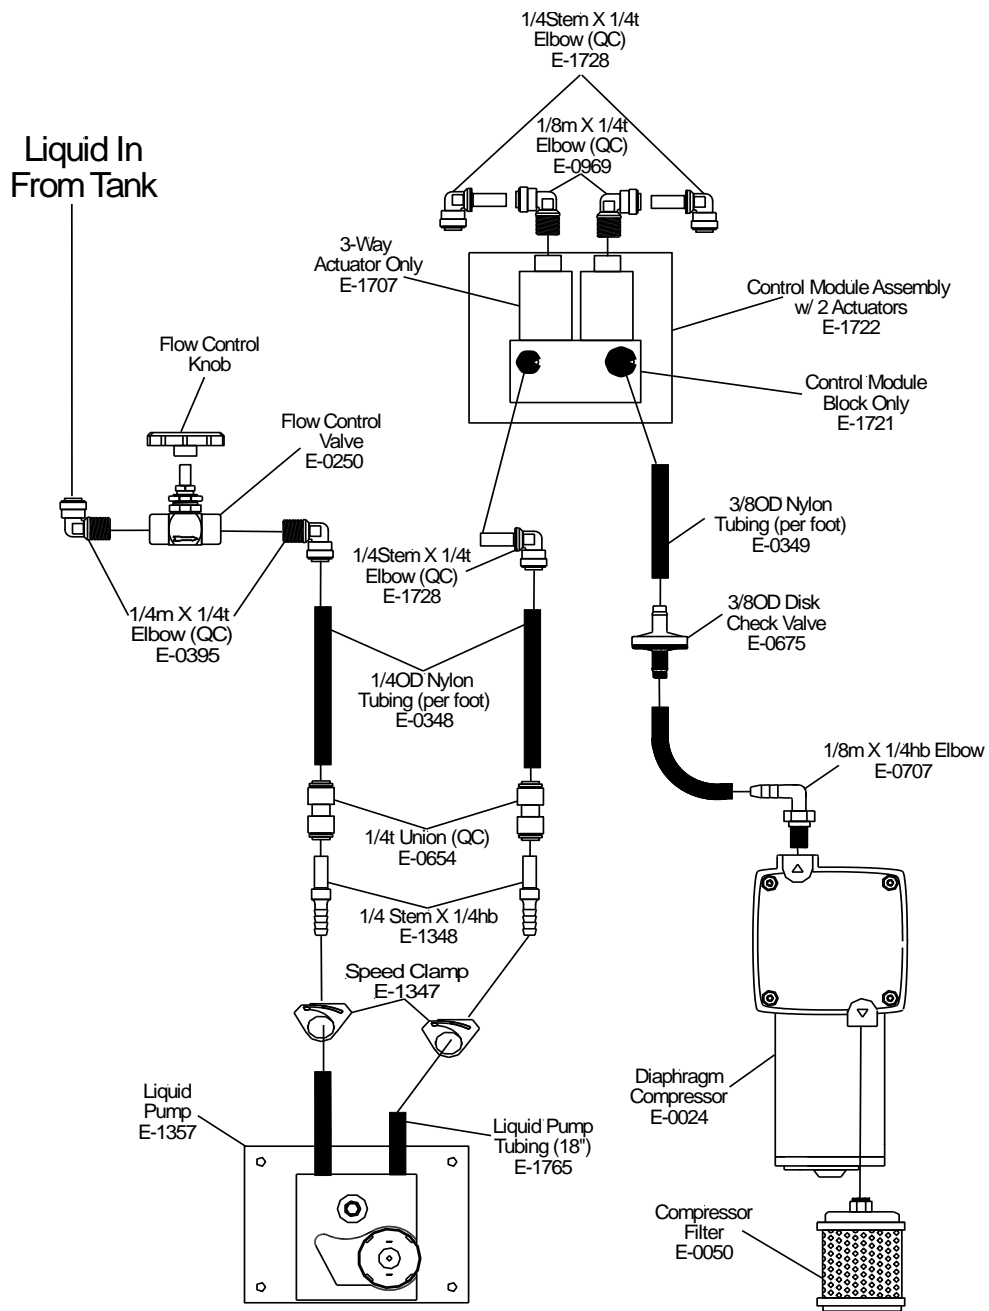 1/4Stem X 1/4t
Elbow (QC)
E-1728
1/8m X 1/4t
Elbow (QC)
E-0969
Liquid In
From Tank
3-Way
Actuator Only
E-1707
Control Module Assembly
w/ 2 Actuators
E-1722
Flow Control
Knob
Control Module
Block Only
E-1721
Flow Control
Valve
E-0250
3/8OD Nylon
Tubing (per foot)
E-0349
1/4Stem X 1/4t
Elbow (QC)
E-1728
1/4m X 1/4t
Elbow (QC)
E-0395
3/8OD Disk
Check Valve
E-0675
1/4OD Nylon
Tubing (per foot)
E-0348
1/8m X 1/4hb Elbow
E-0707
1/4t Union (QC)
E-0654
1/4 Stem X 1/4hb
E-1348
Speed Clamp
E-1347
Liquid
Pump
E-1357
Liquid Pump
Tubing (18")
E-1765
Diaphragm
Compressor
E-0024
Compressor
Filter
E-0050